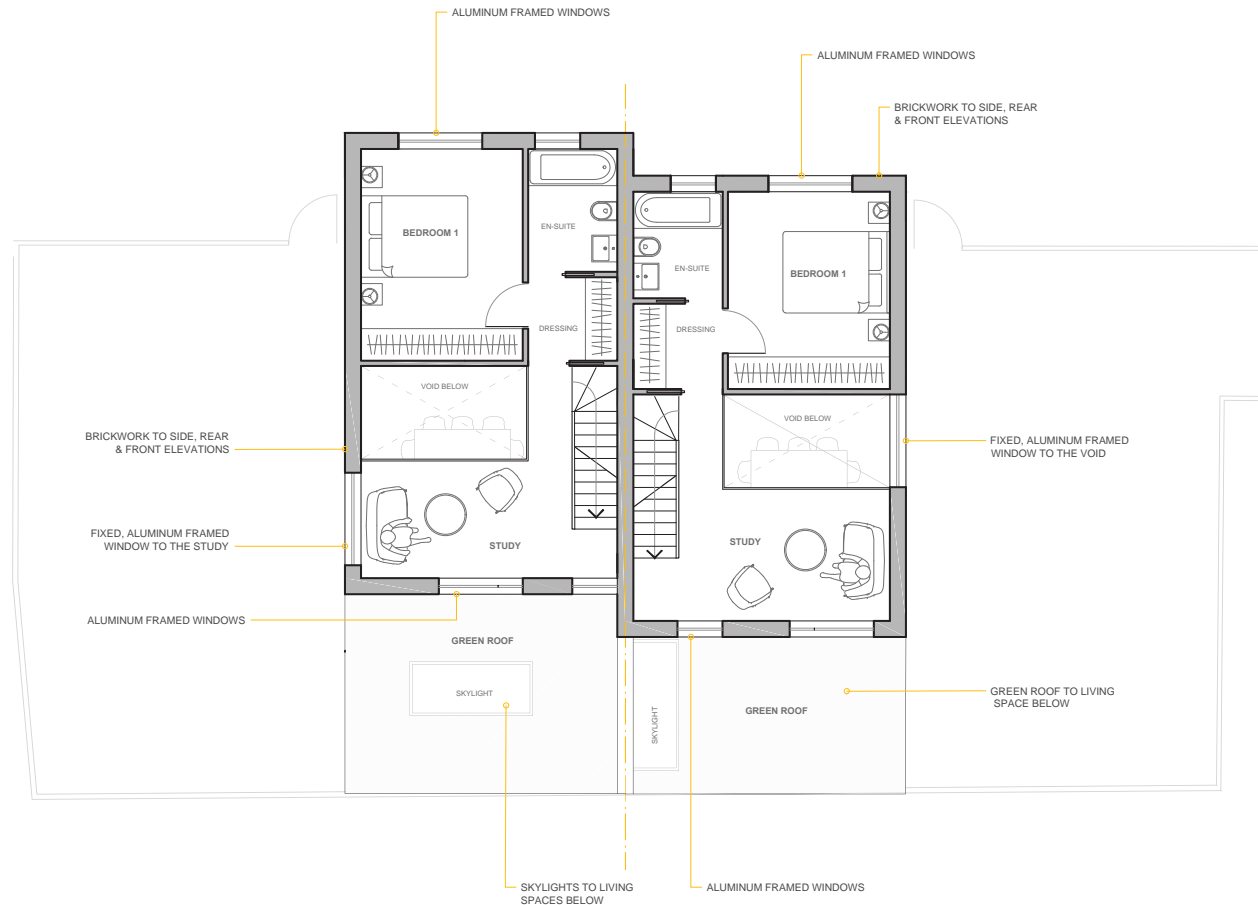 ALUMINUM FRAMED WINDOWS
ALUMINUM FRAMED WINDOWS
BRICKWORK TO SIDE, REAR
& FRONT ELEVATIONS
BEDROOM 1
EN-SUITE
EN-SUITE
BEDROOM 1
DRESSING
DRESSING
VOID BELOW
VOID BELOW
BRICKWORK TO SIDE, REAR
& FRONT ELEVATIONS
FIXED, ALUMINUM FRAMED
WINDOW TO THE VOID
FIXED, ALUMINUM FRAMED
WINDOW TO THE STUDY
STUDY
STUDY
ALUMINUM FRAMED WINDOWS
GREEN ROOF
SKYLIGHT
SKYLIGHT
GREEN ROOF
GREEN ROOF TO LIVING
SPACE BELOW
SKYLIGHTS TO LIVING
SPACES BELOW
ALUMINUM FRAMED WINDOWS